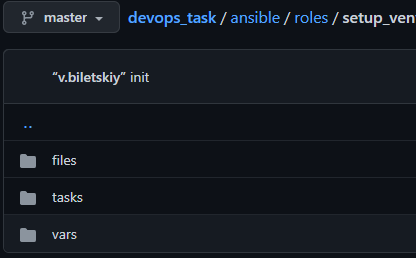 master devops_task / ansible / roles / setup_ven
“v.biletskiy” init
..
files
tasks
vars